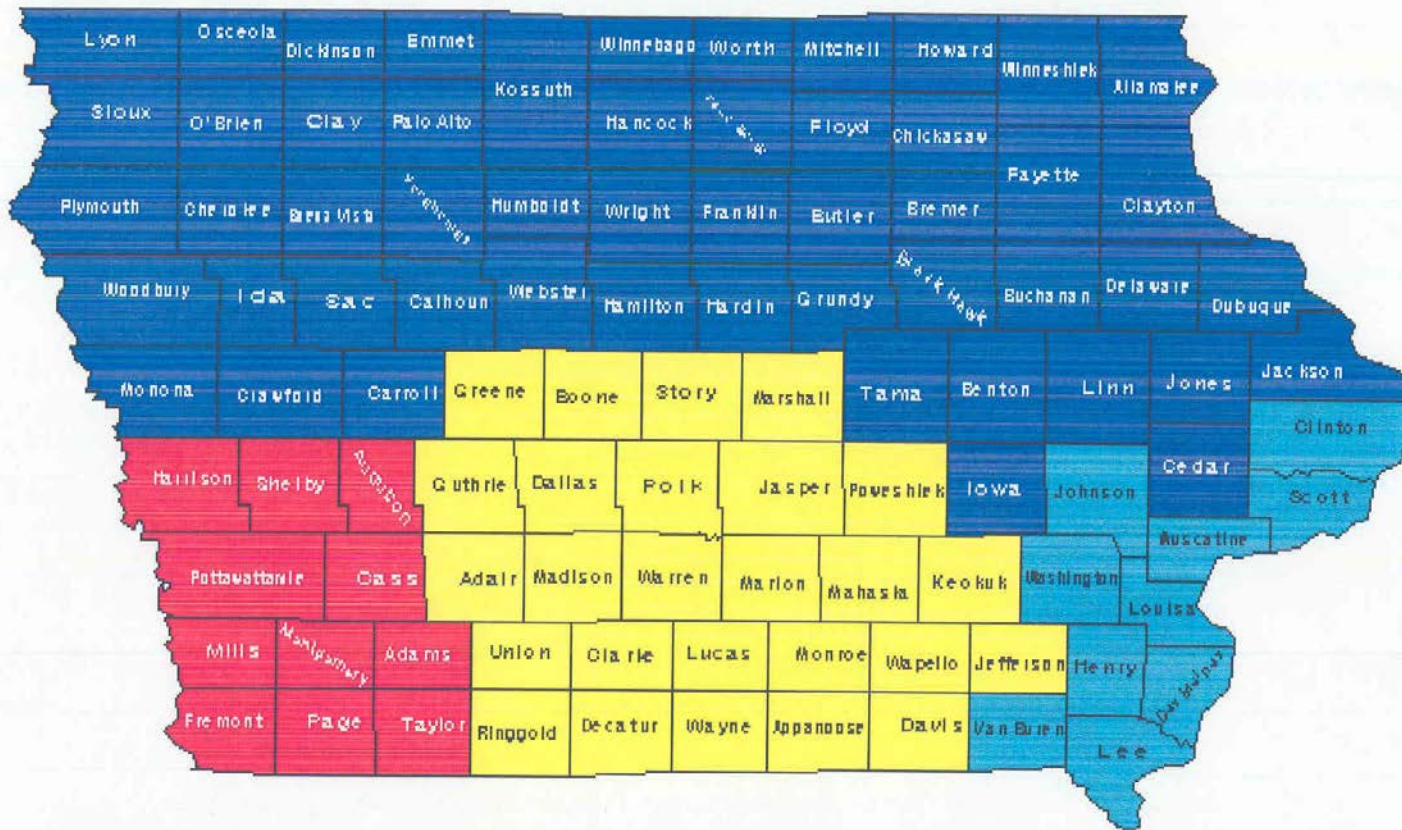 Lyon Osceola Dickinson Emmet Winnebago Worth Mitchell Howard Winneshiek Allamakee
Kossuth
Sioux O'Brien Clay Palo Alto Hancock Floyd Chickasaw
Fayette
Plymouth Cherokee Buena Vista Humboldt Wright Franklin Butler Bremer Clayton
Woodbury Ida Sac Calhoun Webster Hamilton Hardin Grundy Black Hawk Buchanan Delaware Dubuque
Monona Crawford Carroll Greene Boone Story Marshall Tama Benton Linn Jones Jackson
Clinton
Harrison Shelby Audubon Guthrie Dallas Polk Jasper Poweshiek Iowa Johnson Cedar Scott
Muscatine
Pottawattamie Cass Adair Madison Warren Marion Mahaska Keokuk Washington Louisa
Mills Montgomery Adams Union Clarke Lucas Monroe Wapello Jefferson Henry Des Moines
Fremont Page Taylor Ringgold Decatur Wayne Appanoose Davis Van Buren Lee